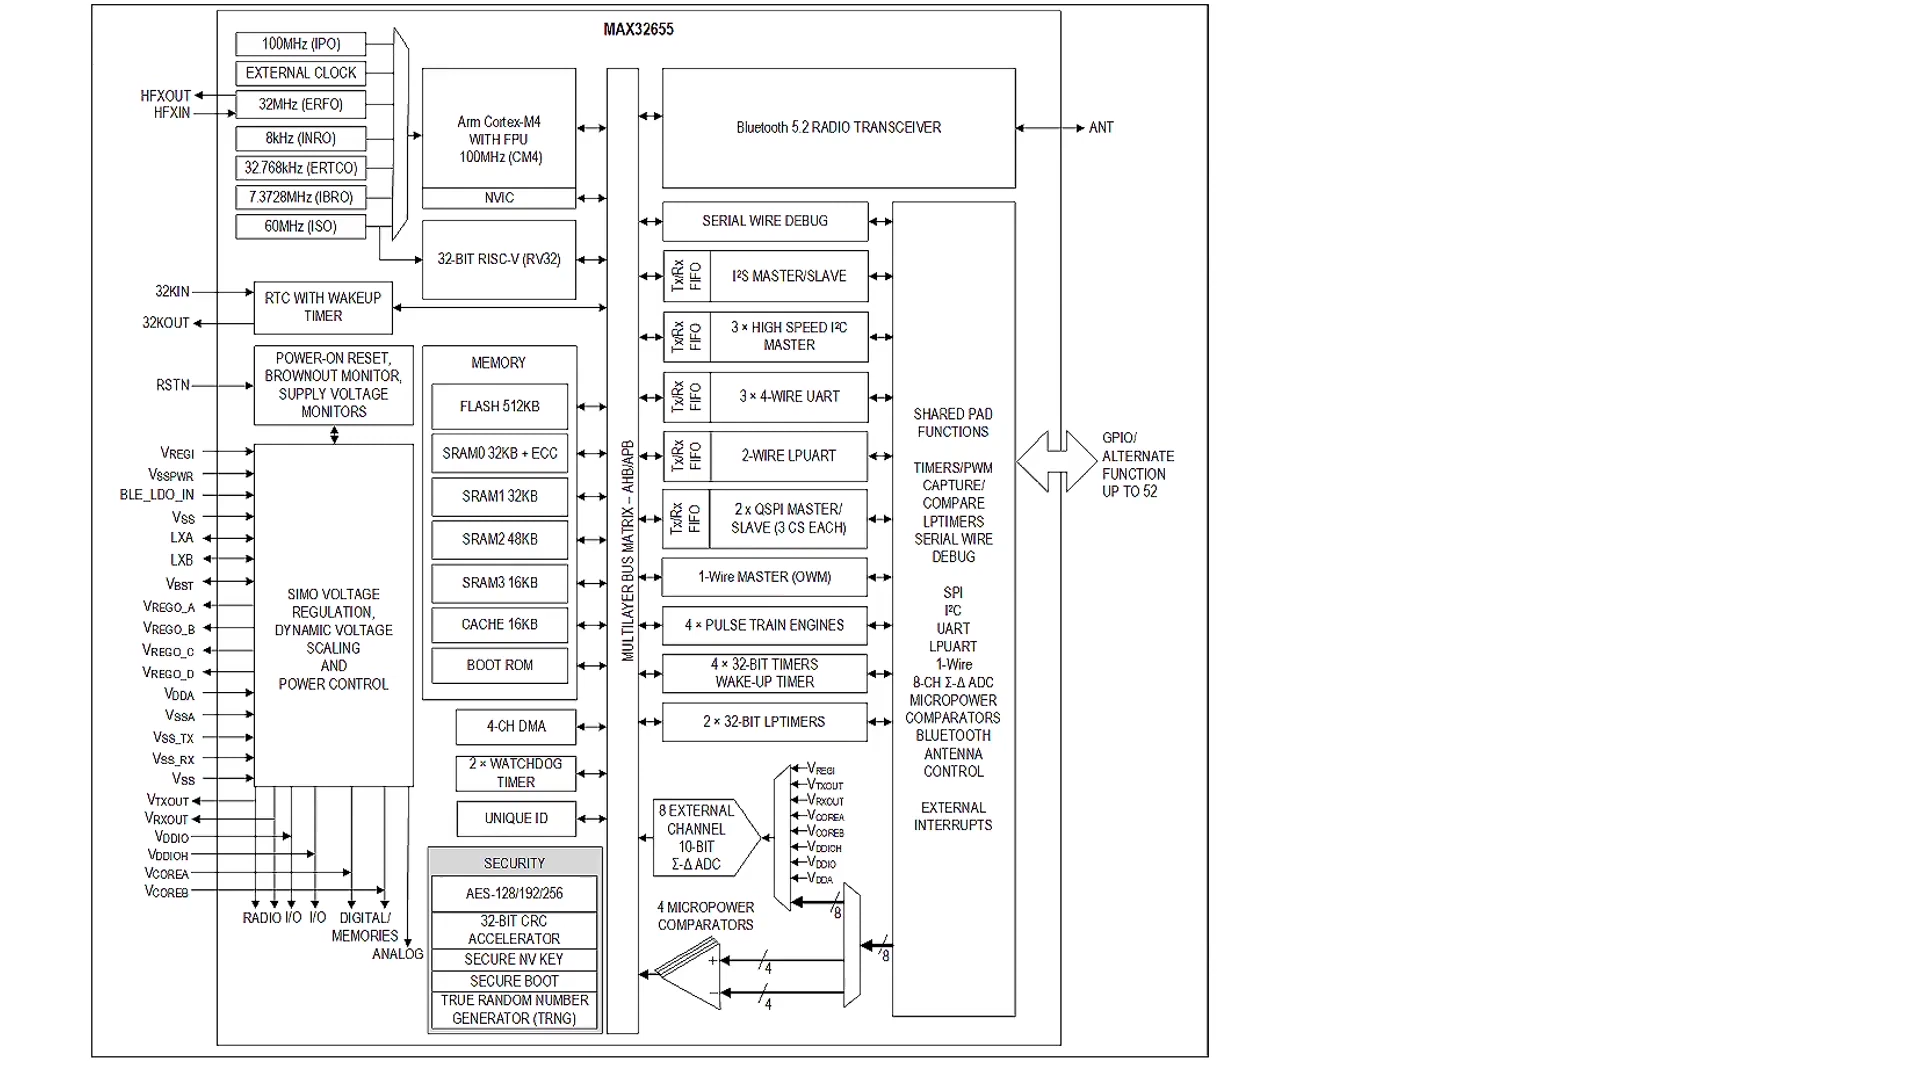 MAX32655
100MHz (IPO)
EXTERNAL CLOCK
32MHz (ERFO)
8kHz (INRO)
32.768kHz (ERTCO)
7.3728MHz (IBRO)
60MHz (ISO)
HFXOUT
HFXIN
Arm Cortex-M4
WITH FPU
100MHz (CM4)
NVIC
32-BIT RISC-V (RV32)
32KIN
32KOUT
RTC WITH WAKEUP
TIMER
RSTN
POWER-ON RESET,
BROWNOUT MONITOR,
SUPPLY VOLTAGE
MONITORS
VREGI
VSSPWR
BLE_LDO_IN
VSS
LXA
LXB
VBST
VREGO_A
VREGO_B
VREGO_C
VREGO_D
VDDA
VSSA
VSS_TX
VSS_RX
VSS
VTXOUT
VRXOUT
VDDIO
VDDIOH
VCOREA
VCOREB
SIMO VOLTAGE
REGULATION,
DYNAMIC VOLTAGE
SCALING
AND
POWER CONTROL
RADIO I/O I/O DIGITAL/
MEMORIES
ANALOG
MEMORY
FLASH 512KB
SRAM0 32KB + ECC
SRAM1 32KB
SRAM2 48KB
SRAM3 16KB
CACHE 16KB
BOOT ROM
4-CH DMA
2 × WATCHDOG
TIMER
UNIQUE ID
SECURITY
AES-128/192/256
32-BIT CRC
ACCELERATOR
SECURE NV KEY
SECURE BOOT
TRUE RANDOM NUMBER
GENERATOR (TRNG)
MULTILAYER BUS MATRIX – AHB/APB
Bluetooth 5.2 RADIO TRANSCEIVER
ANT
SERIAL WIRE DEBUG
Tx/Rx
FIFO
I²S MASTER/SLAVE
Tx/Rx
FIFO
3 × HIGH SPEED I²C
MASTER
Tx/Rx
FIFO
3 × 4-WIRE UART
Tx/Rx
FIFO
2-WIRE LPUART
Tx/Rx
FIFO
2 x QSPI MASTER/
SLAVE (3 CS EACH)
1-Wire MASTER (OWM)
4 × PULSE TRAIN ENGINES
4 × 32-BIT TIMERS
WAKE-UP TIMER
2 × 32-BIT LPTIMERS
8 EXTERNAL
CHANNEL
10-BIT
Σ-Δ ADC
VREGI
VTXOUT
VRXOUT
VCOREA
VCOREB
VDDIOH
VDDIO
VDDA
8
4 MICROPOWER
COMPARATORS
+
4
−
4
8
SHARED PAD
FUNCTIONS
TIMERS/PWM
CAPTURE/
COMPARE
LPTIMERS
SERIAL WIRE
DEBUG
SPI
I²C
UART
LPUART
1-Wire
8-CH Σ-Δ ADC
MICROPOWER
COMPARATORS
BLUETOOTH
ANTENNA
CONTROL
EXTERNAL
INTERRUPTS
GPIO/
ALTERNATE
FUNCTION
UP TO 52